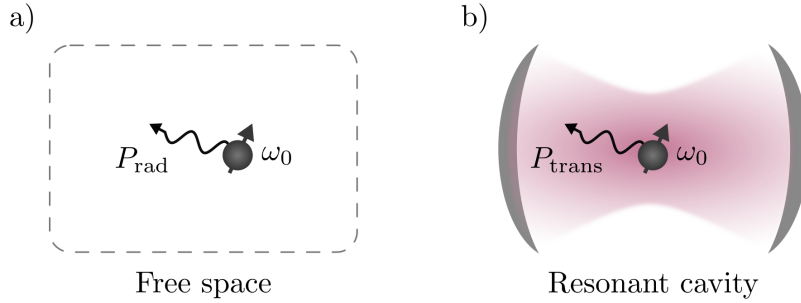 a)
P_rad
ω₀
Free space
b)
P_trans
ω₀
Resonant cavity